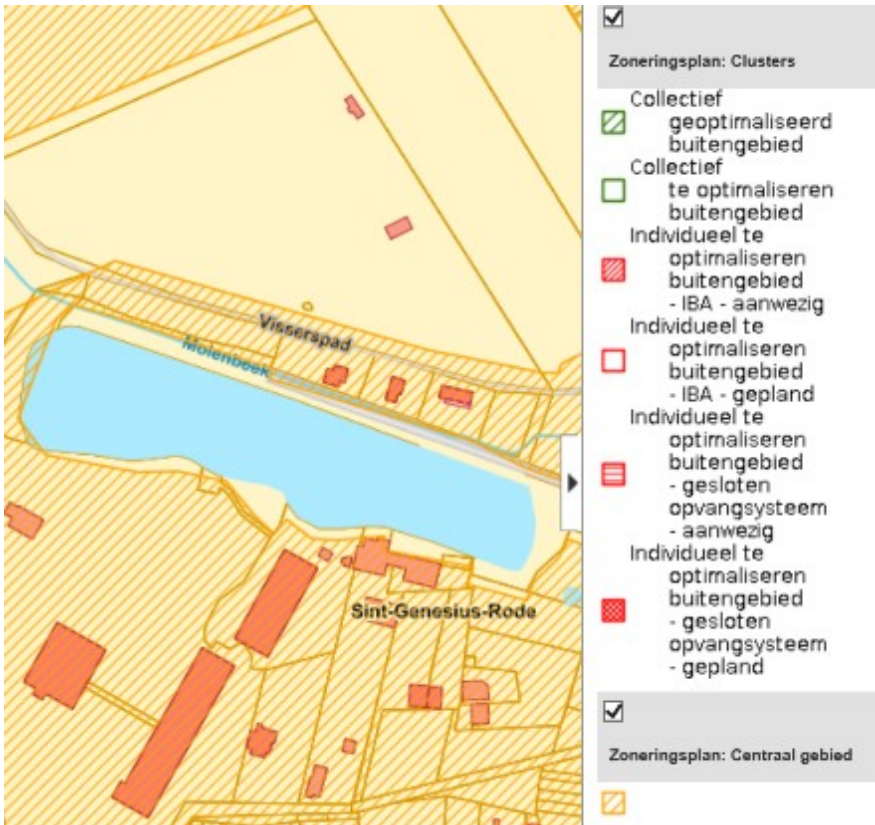 Visserspad
Molenbeek
Sint-Genesius-Rode
Zoneringsplan: Clusters
Collectief
geoptimaliseerd
buitengebied
Collectief
te optimaliseren
buitengebied
Individueel te
optimaliseren
buitengebied
- IBA - aanwezig
Individueel te
optimaliseren
buitengebied
- IBA - gepland
Individueel te
optimaliseren
buitengebied
- gesloten
opvangsysteem
- aanwezig
Individueel te
optimaliseren
buitengebied
- gesloten
opvangsysteem
- gepland
Zoneringsplan: Centraal gebied